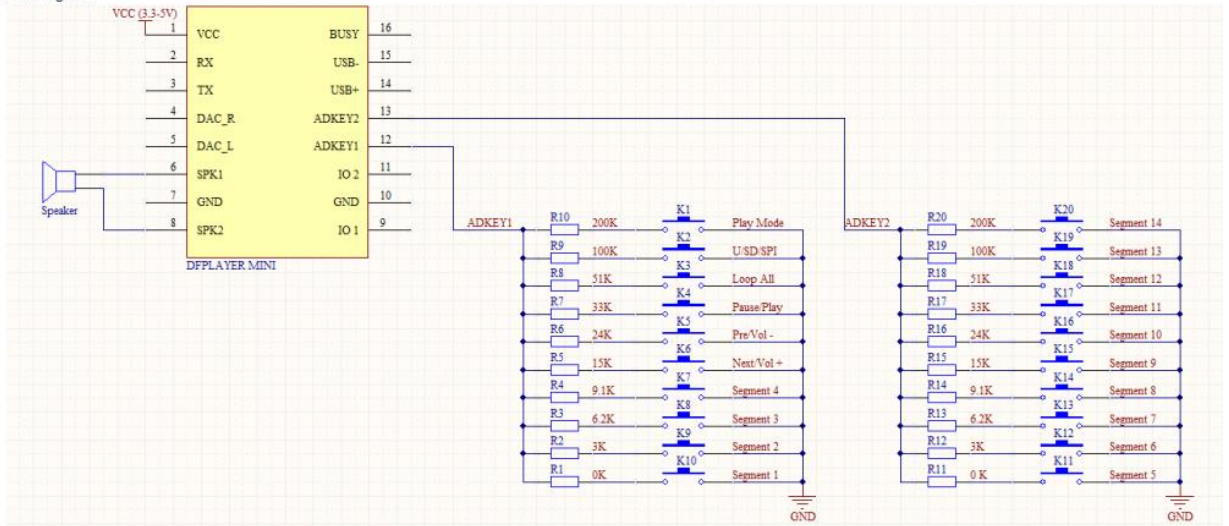 VCC (3.3-5V)
1 VCC BUSY 16
2 RX USB- 15
3 TX USB+ 14
4 DAC_R ADKEY2 13
5 DAC_L ADKEY1 12
6 SPK1 IO 2 11
7 GND GND 10
8 SPK2 IO 1 9
Speaker
DFPLAYER MINI
ADKEY1
R10 200K K1 Play Mode
R9 100K K2 U/SD/SPI
R8 51K K3 Loop All
R7 33K K4 Pause/Play
R6 24K K5 Pre/Vol -
R5 15K K6 Next/Vol +
R4 9.1K K7 Segment 4
R3 6.2K K8 Segment 3
R2 3K K9 Segment 2
R1 0K K10 Segment 1
GND
ADKEY2
R20 200K K20 Segment 14
R19 100K K19 Segment 13
R18 51K K18 Segment 12
R17 33K K17 Segment 11
R16 24K K16 Segment 10
R15 15K K15 Segment 9
R14 9.1K K14 Segment 8
R13 6.2K K13 Segment 7
R12 3K K12 Segment 6
R11 0 K K11 Segment 5
GND